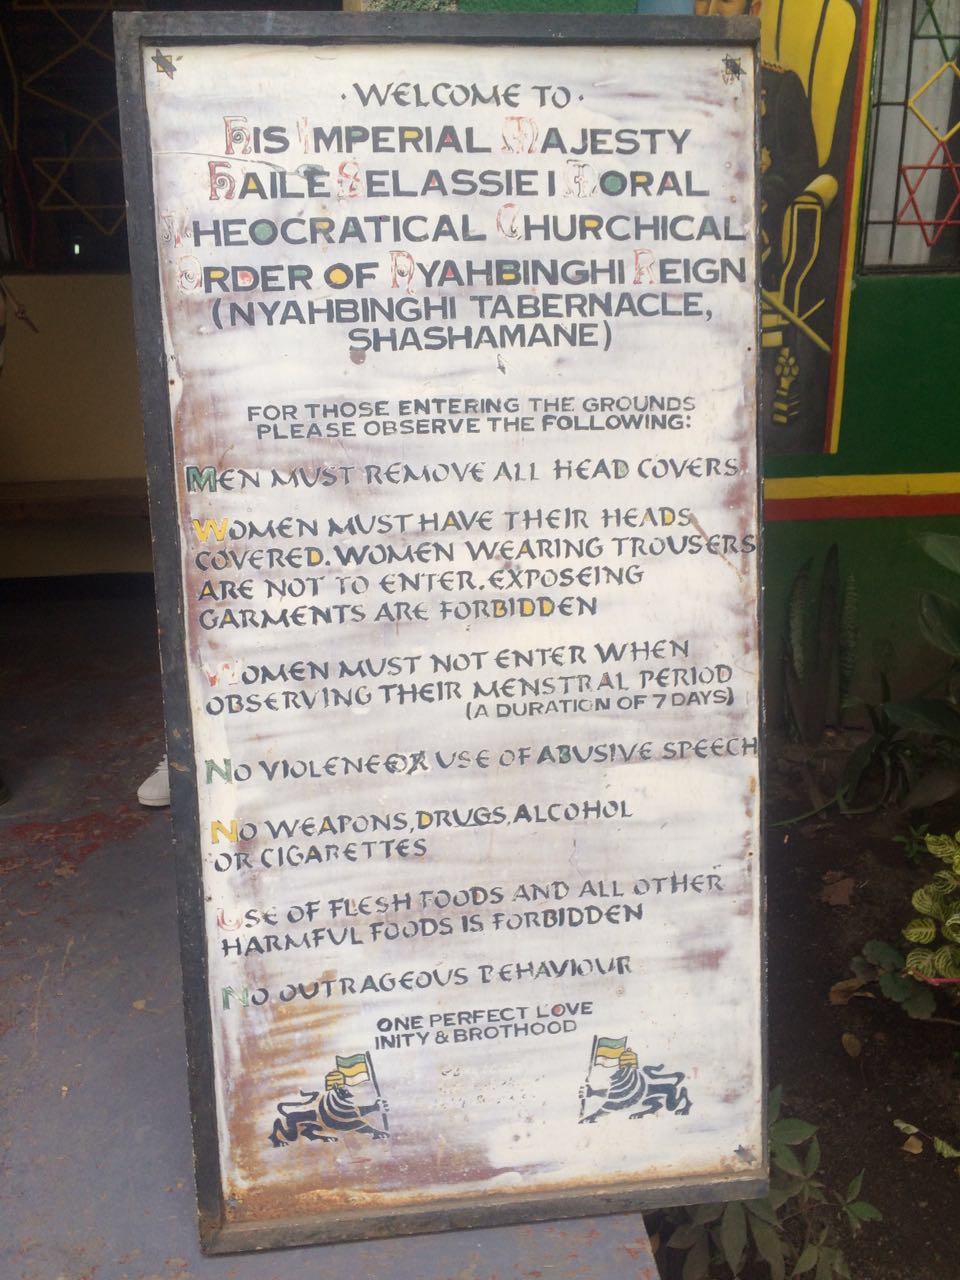 ·WELCOME TO·
HIS IMPERIAL MAJESTY
HAILE SELASSIE I MORAL
THEOCRATICAL CHURCHICAL
ORDER OF NYAHBINGHI REIGN
(NYAHBINGHI TABERNACLE,
SHASHAMANE)
FOR THOSE ENTERING THE GROUNDS
PLEASE OBSERVE THE FOLLOWING:
MEN MUST REMOVE ALL HEAD COVERS.
WOMEN MUST HAVE THEIR HEADS
COVERED. WOMEN WEARING TROUSERS
ARE NOT TO ENTER. EXPOSEING
GARMENTS ARE FORBIDDEN
WOMEN MUST NOT ENTER WHEN
OBSERVING THEIR MENSTRAL PERIOD
(A DURATION OF 7 DAYS)
NO VIOLENE OR USE OF ABUSIVE SPEECH
NO WEAPONS, DRUGS, ALCOHOL
OR CIGARETTES
USE OF FLESH FOODS AND ALL OTHER
HARMFUL FOODS IS FORBIDDEN
NO OUTRAGEOUS BEHAVIOUR
ONE PERFECT LOVE
INITY & BROTHOOD